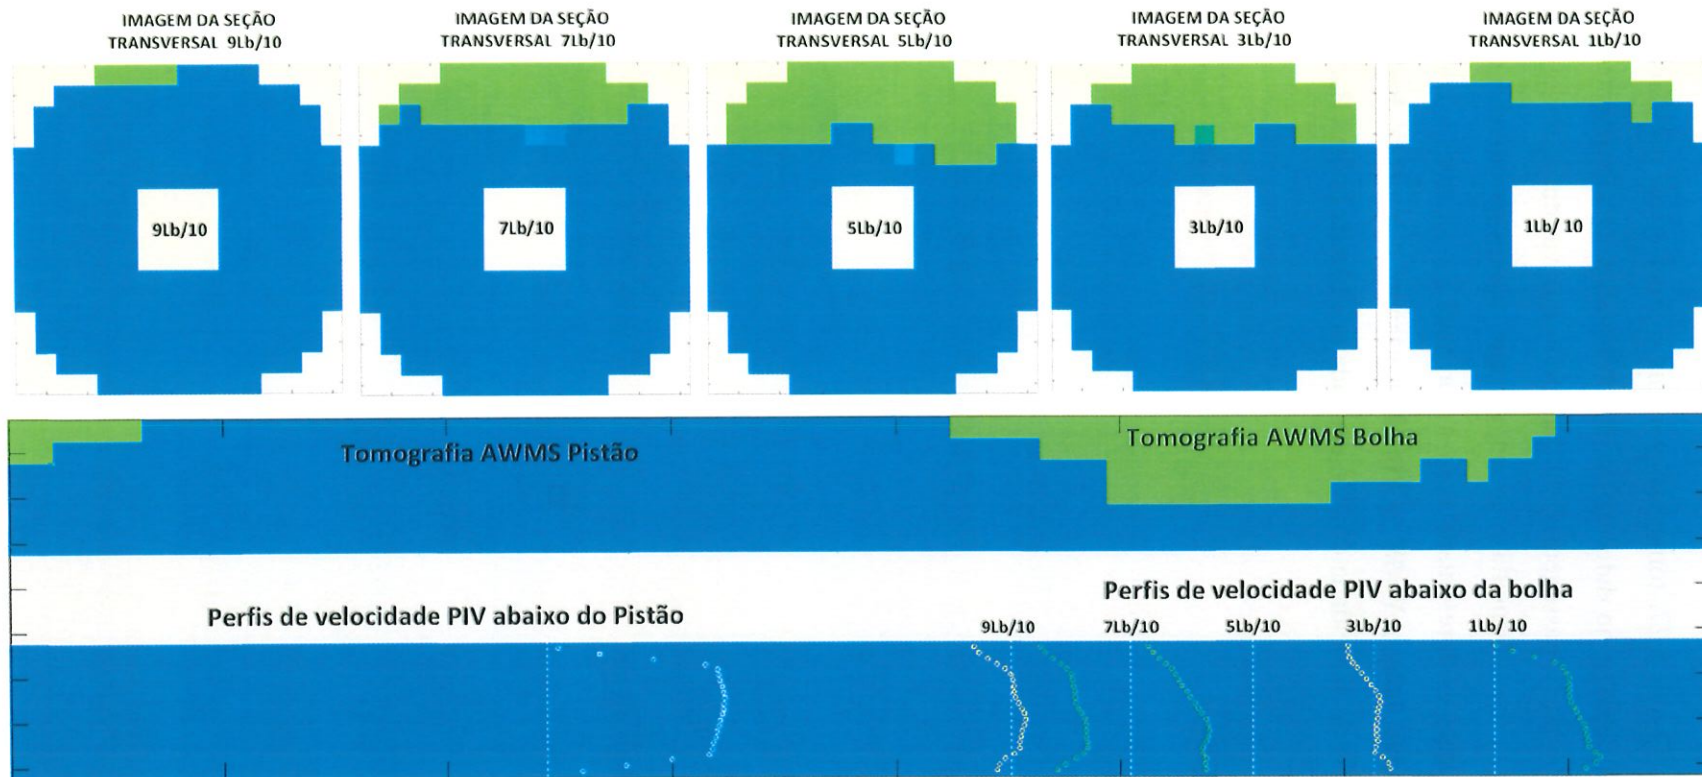 IMAGEM DA SEÇÃO
TRANSVERSAL 9Lb/10
IMAGEM DA SEÇÃO
TRANSVERSAL 7Lb/10
IMAGEM DA SEÇÃO
TRANSVERSAL 5Lb/10
IMAGEM DA SEÇÃO
TRANSVERSAL 3Lb/10
IMAGEM DA SEÇÃO
TRANSVERSAL 1Lb/10
9Lb/10
7Lb/10
5Lb/10
3Lb/10
1Lb/ 10
Tomografia AWMS Pistão
Tomografia AWMS Bolha
Perfis de velocidade PIV abaixo do Pistão
Perfis de velocidade PIV abaixo da bolha
9Lb/10
7Lb/10
5Lb/10
3Lb/10
1Lb/ 10